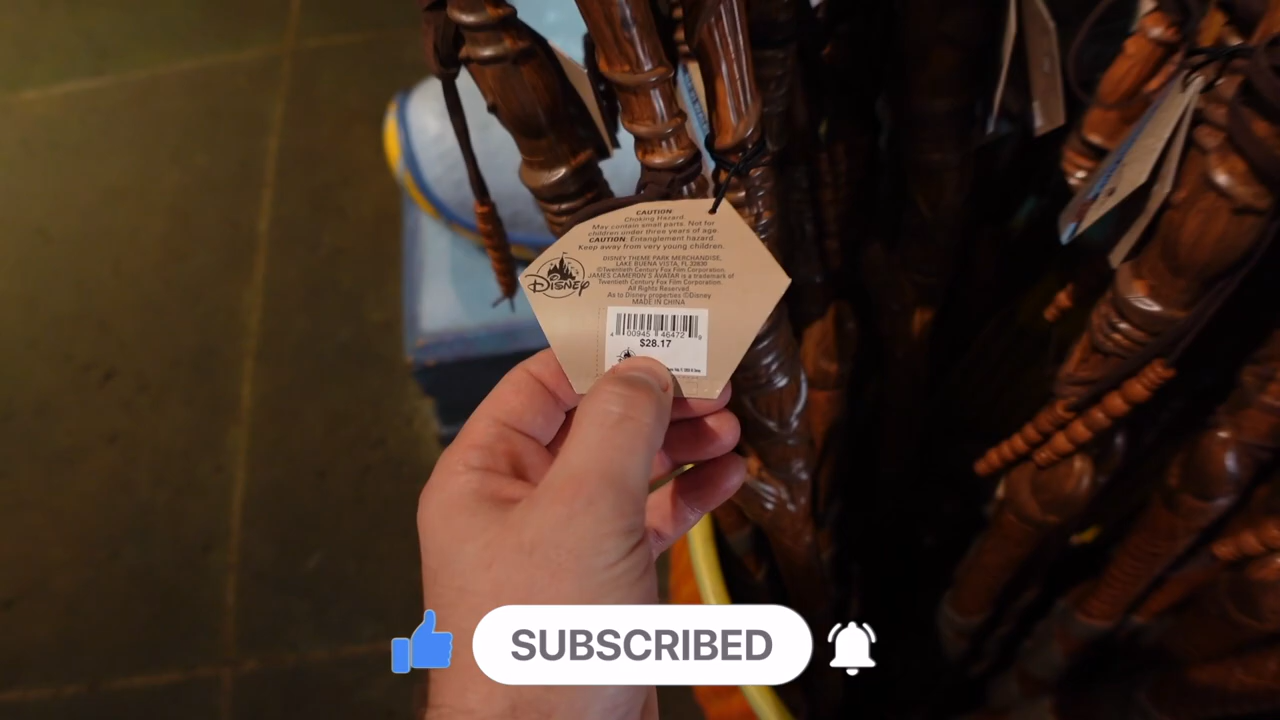 CAUTION:
Choking Hazard.
May contain small parts. Not for
children under three years of age.
CAUTION: Entanglement hazard.
Keep away from very young children.
DISNEY THEME PARK MERCHANDISE,
LAKE BUENA VISTA, FL 32830
©Twentieth Century Fox Film Corporation.
JAMES CAMERON'S AVATAR is a trademark of
Twentieth Century Fox Film Corporation.
All Rights Reserved.
As to Disney properties ©Disney
MADE IN CHINA
DISNEY
4 00945 46472 9
$28.17
SUBSCRIBED